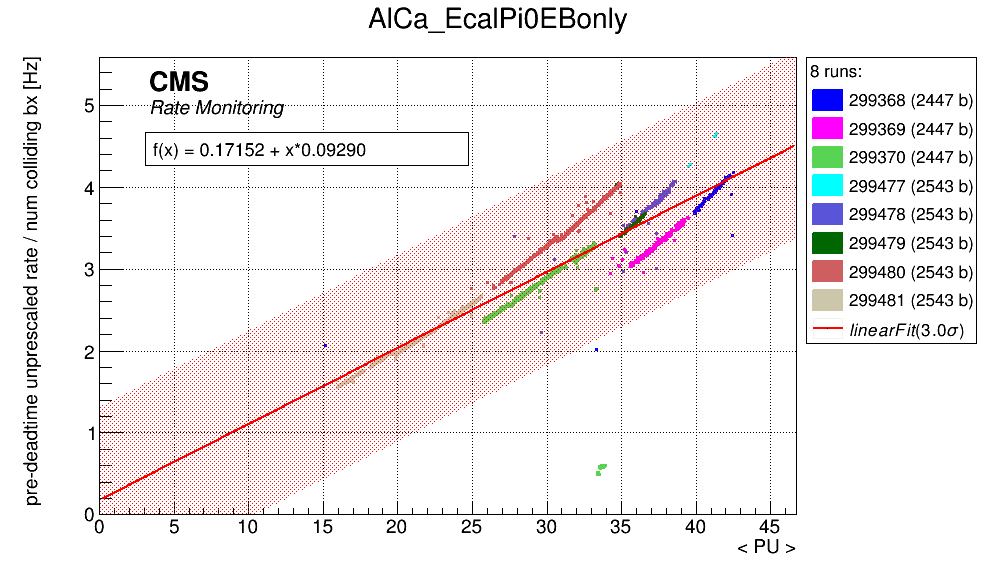 AlCa_EcalPi0EBonly
pre-deadtime unprescaled rate / num colliding bx [Hz]
CMS
Rate Monitoring
f(x) = 0.17152 + x*0.09290
5
4
3
2
1
0
0 5 10 15 20 25 30 35 40 45
< PU >
8 runs:
299368 (2447 b)
299369 (2447 b)
299370 (2447 b)
299477 (2543 b)
299478 (2543 b)
299479 (2543 b)
299480 (2543 b)
299481 (2543 b)
linearFit(3.0σ)